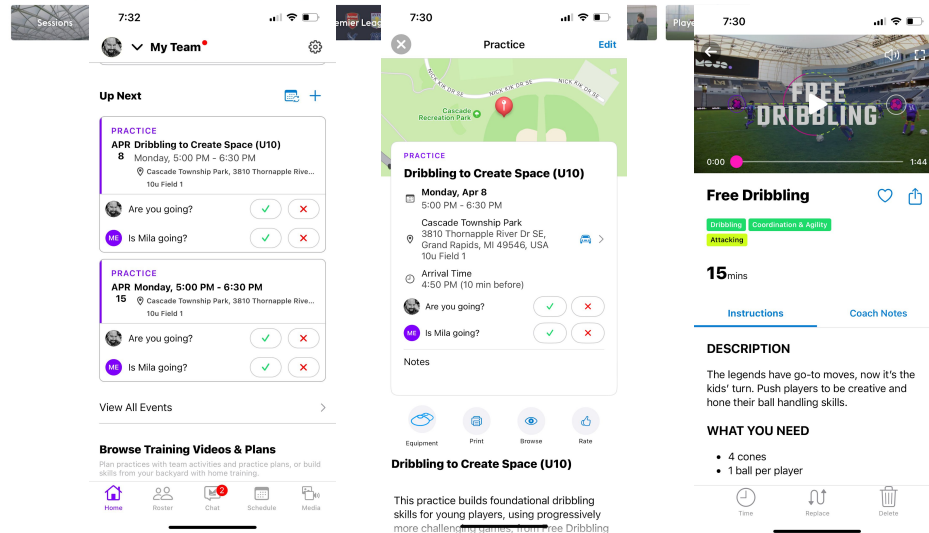 Sessions
7:32
My Team
Up Next
PRACTICE
APR
8
Dribbling to Create Space (U10)
Monday, 5:00 PM - 6:30 PM
Cascade Township Park, 3810 Thornapple Rive...
10u Field 1
Are you going?
ME
Is Mila going?
PRACTICE
APR
15
Monday, 5:00 PM - 6:30 PM
Cascade Township Park, 3810 Thornapple Rive...
10u Field 1
Are you going?
ME
Is Mila going?
View All Events
Browse Training Videos & Plans
Plan practices with team activities and practice plans, or build
skills from your backyard with home training.
Home
Roster
2
Chat
Schedule
Media
emier Leag
7:30
Practice
Edit
NICK KIK DR SE
NICK KIK DR SE
NICK KIK DR SE
Cascade
Recreation Park
PRACTICE
Dribbling to Create Space (U10)
Monday, Apr 8
5:00 PM - 6:30 PM
Cascade Township Park
3810 Thornapple River Dr SE,
Grand Rapids, MI 49546, USA
10u Field 1
Arrival Time
4:50 PM (10 min before)
Are you going?
ME
Is Mila going?
Notes
Equipment
Print
Browse
Rate
Dribbling to Create Space (U10)
This practice builds foundational dribbling
skills for young players, using progressively
more challenging games, from Free Dribbling
Playe
7:30
MOJO.
FREE
DRIBBLING
0:00
1:44
Free Dribbling
Dribbling
Coordination & Agility
Attacking
15mins
Instructions
Coach Notes
DESCRIPTION
The legends have go-to moves, now it's the
kids' turn. Push players to be creative and
hone their ball handling skills.
WHAT YOU NEED
• 4 cones
• 1 ball per player
Time
Replace
Delete